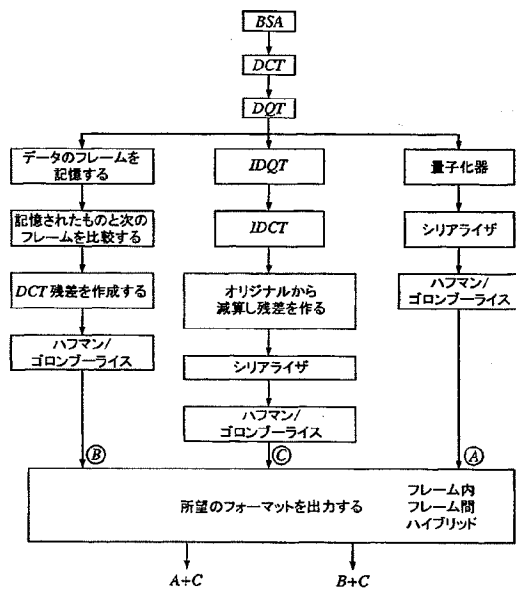 BSA
DCT
DQT
データのフレームを
記憶する
記憶されたものと次の
フレームを比較する
DCT 残差を作成する
ハフマン/
ゴロンブーライス
B
IDQT
IDCT
オリジナルから
減算し残差を作る
シリアライザ
ハフマン/
ゴロンブーライス
C
量子化器
シリアライザ
ハフマン/
ゴロンブーライス
A
所望のフォーマットを出力する
フレーム内
フレーム間
ハイブリッド
A+C
B+C